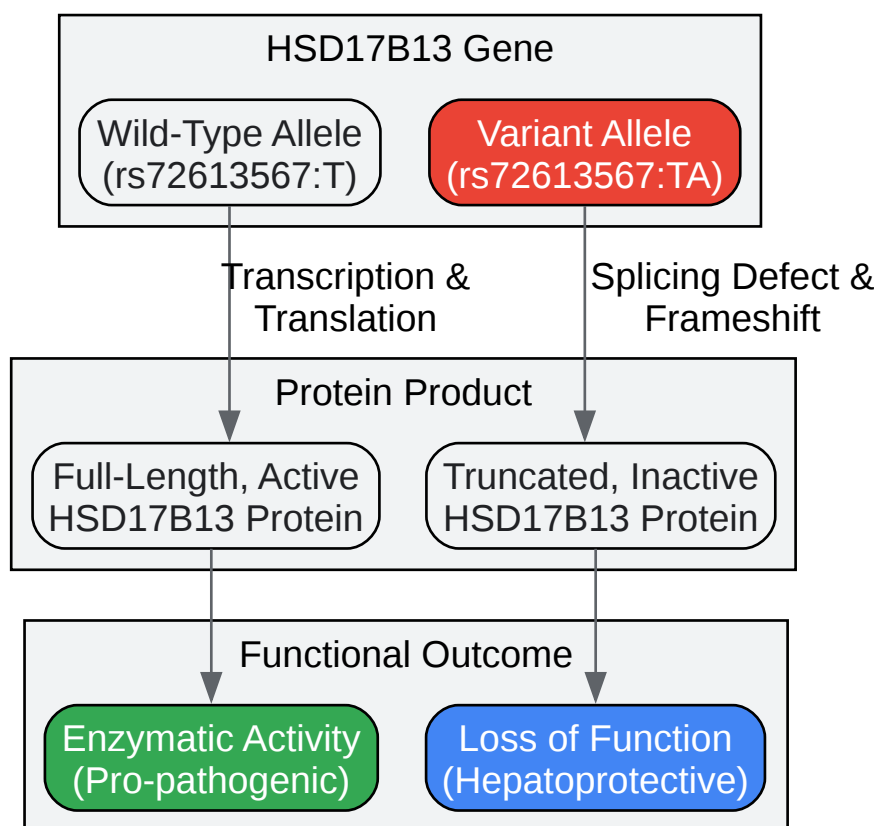 HSD17B13 Gene
Wild-Type Allele
(rs72613567:T)
Variant Allele
(rs72613567:TA)
Transcription &
Translation
Splicing Defect &
Frameshift
Protein Product
Full-Length, Active
HSD17B13 Protein
Truncated, Inactive
HSD17B13 Protein
Functional Outcome
Enzymatic Activity
(Pro-pathogenic)
Loss of Function
(Hepatoprotective)